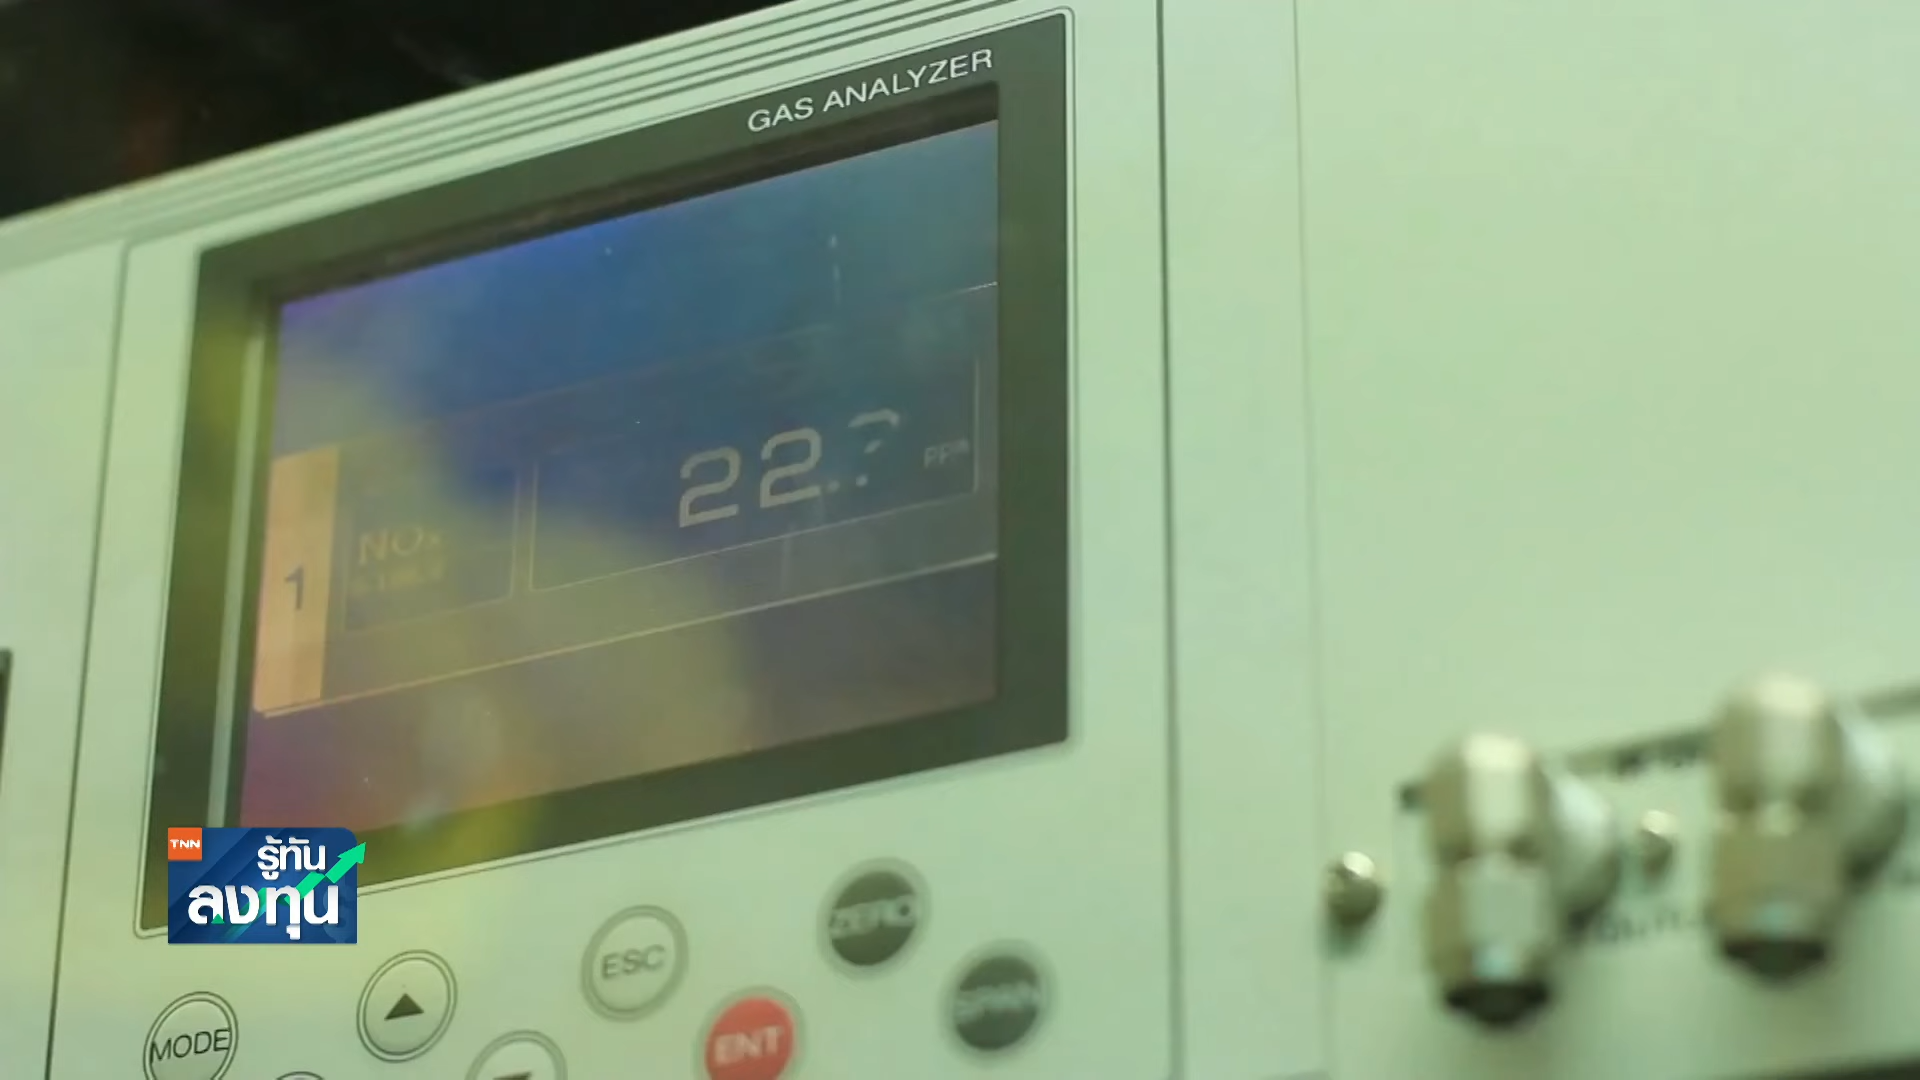 GAS ANALYZER
1
NOx
22.
PPM
TNN
รู้ทัน
ลงทุน
MODE
ESC
ENT
ZERO
SPAN